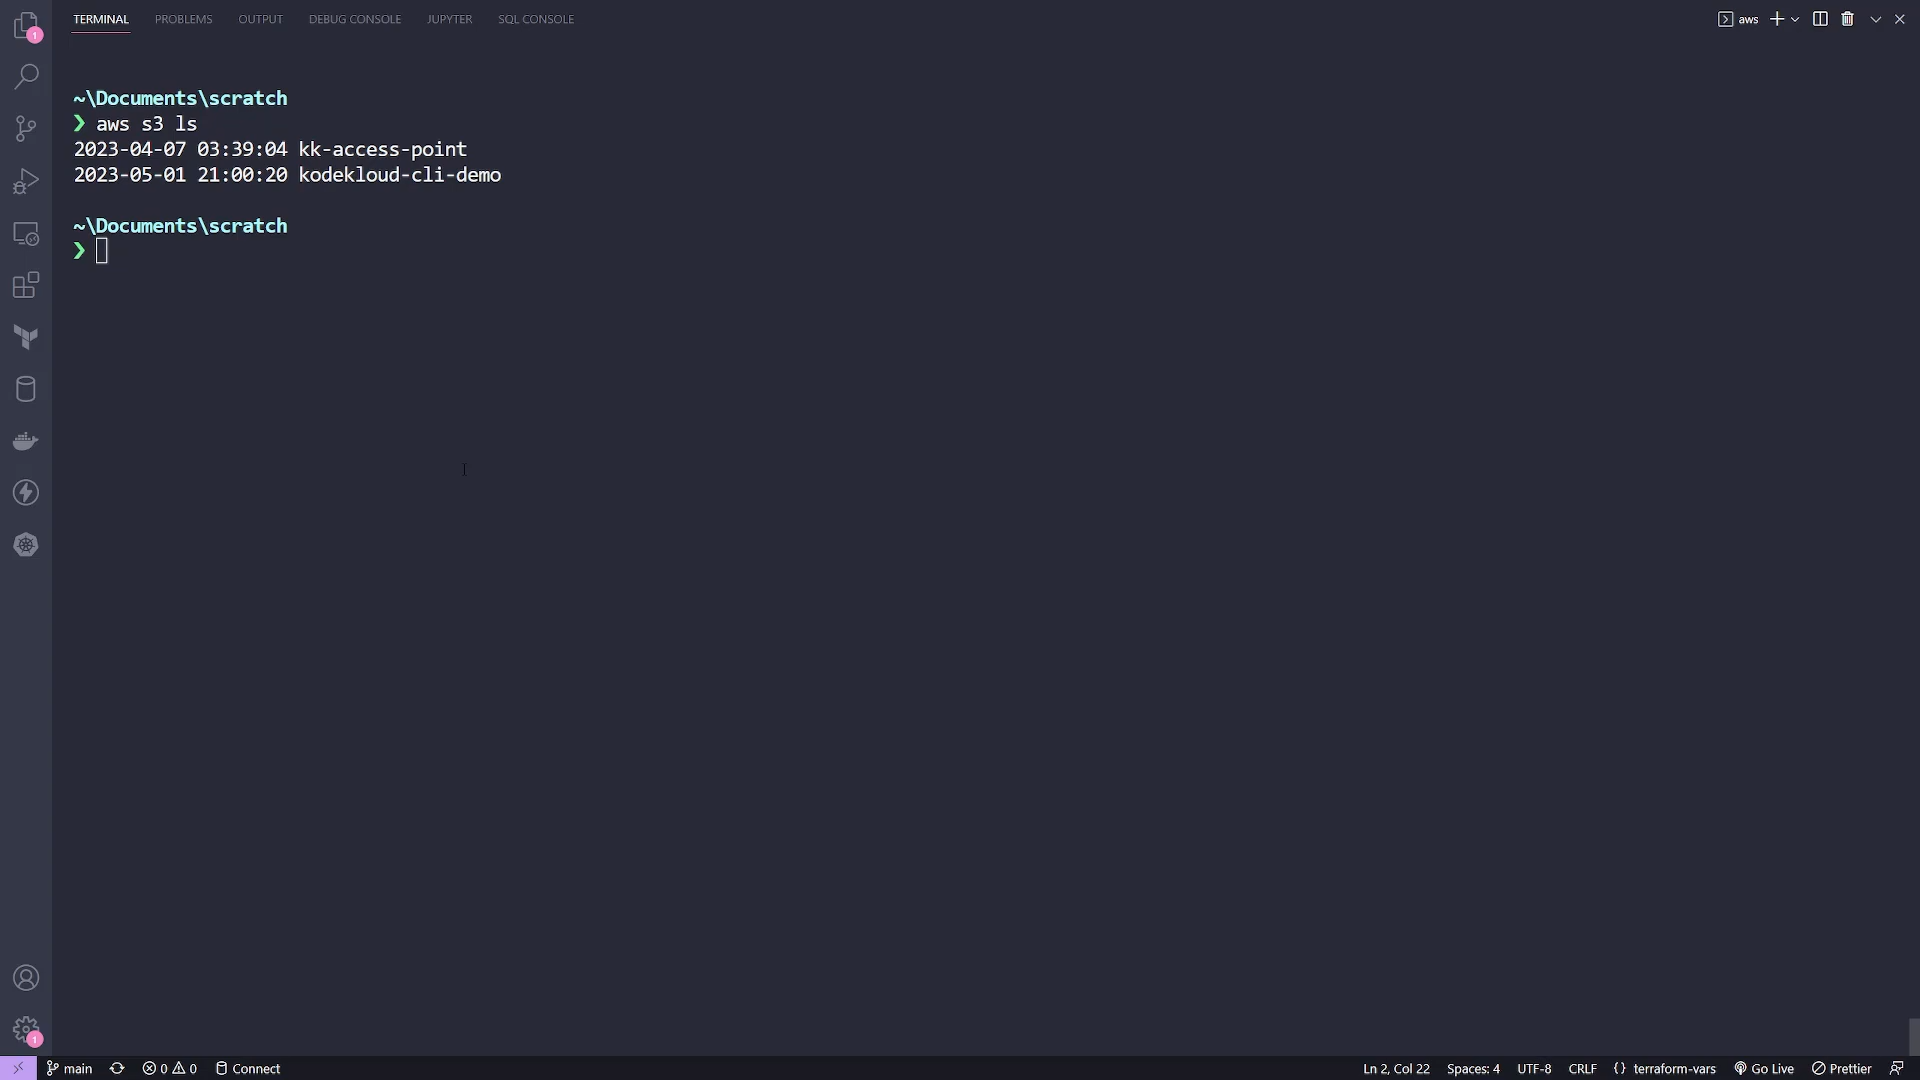 TERMINAL PROBLEMS OUTPUT DEBUG CONSOLE JUPYTER SQL CONSOLE aws
1
~\Documents\scratch
❯ aws s3 ls
2023-04-07 03:39:04 kk-access-point
2023-05-01 21:00:20 kodekloud-cli-demo
~\Documents\scratch
❯
1
main 0 0 Connect Ln 2, Col 22 Spaces: 4 UTF-8 CRLF {} terraform-vars Go Live Prettier